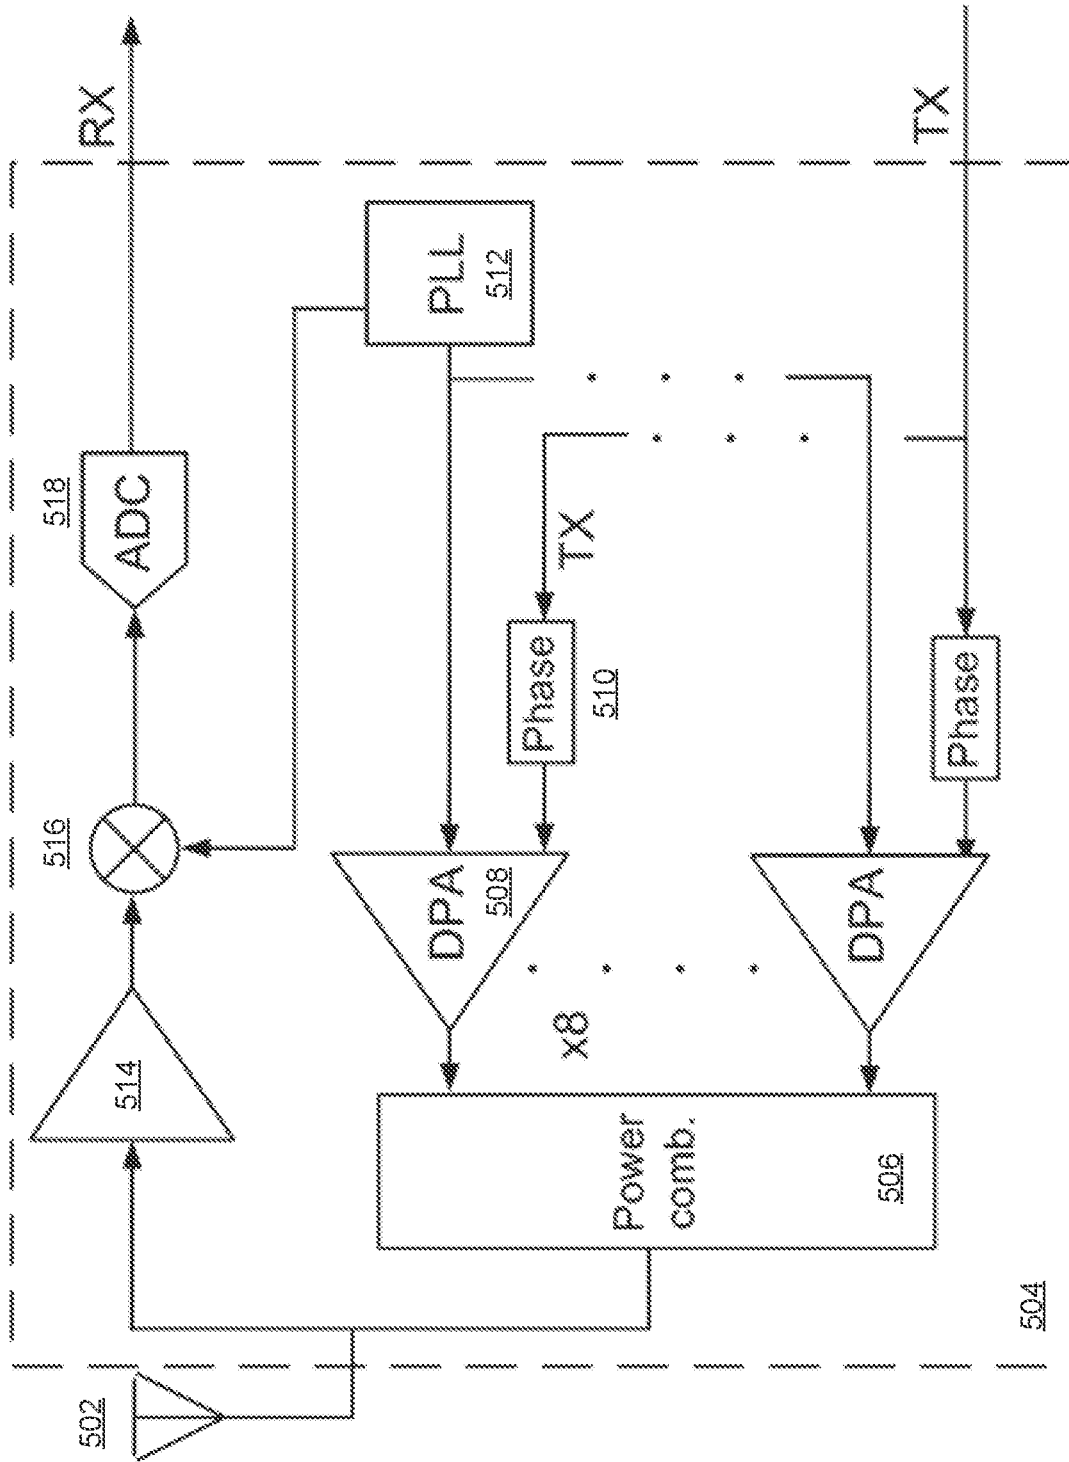 502
504
514
516
518
ADC
RX
PLL
512
Power
comb.
506
x8
DPA
508
Phase
510
TX
DPA
Phase
TX